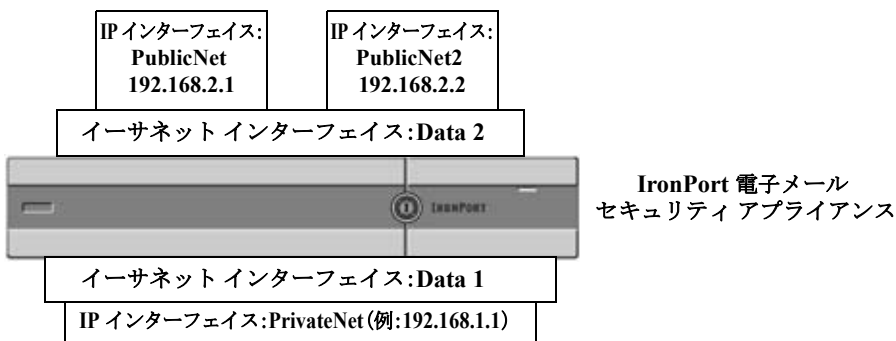 IP インターフェイス:
PublicNet
192.168.2.1
IP インターフェイス:
PublicNet2
192.168.2.2
イーサネット インターフェイス:Data 2
IRONPORT
IronPort 電子メール
セキュリティ アプライアンス
イーサネット インターフェイス:Data 1
IP インターフェイス:PrivateNet(例:192.168.1.1)